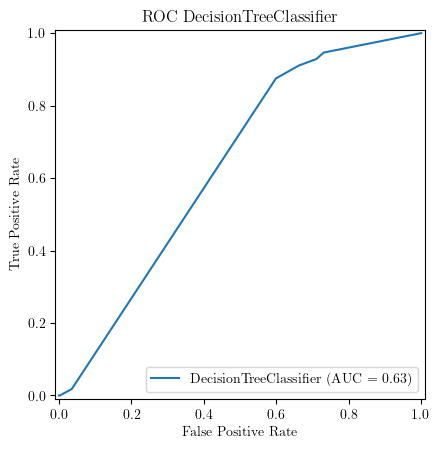 ROC DecisionTreeClassifier
True Positive Rate
1.0
0.8
0.6
0.4
0.2
0.0
DecisionTreeClassifier (AUC = 0.63)
0.0 0.2 0.4 0.6 0.8 1.0
False Positive Rate